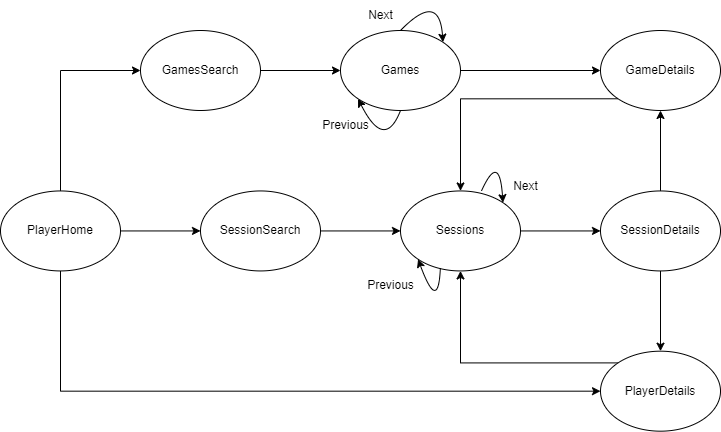 Next
GamesSearch
Games
GameDetails
Previous
Next
PlayerHome
SessionSearch
Sessions
SessionDetails
Previous
PlayerDetails